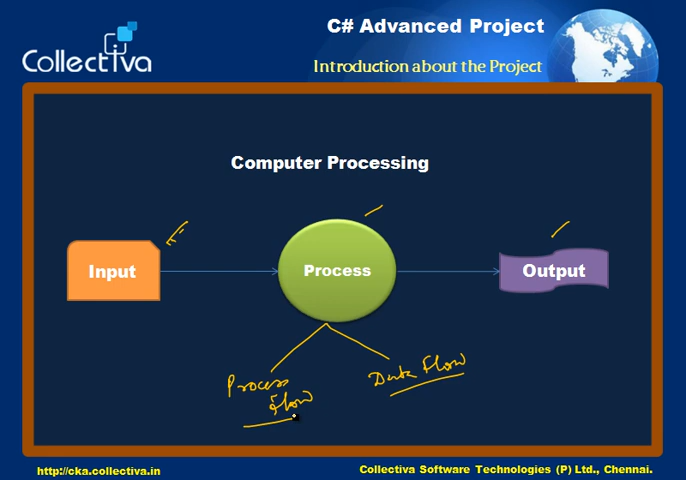 Collectiva
C# Advanced Project
Introduction about the Project
Computer Processing
Input
Process
Output
Process
Flow
Data Flow
http://cka.collectiva.in
Collectiva Software Technologies (P) Ltd., Chennai.